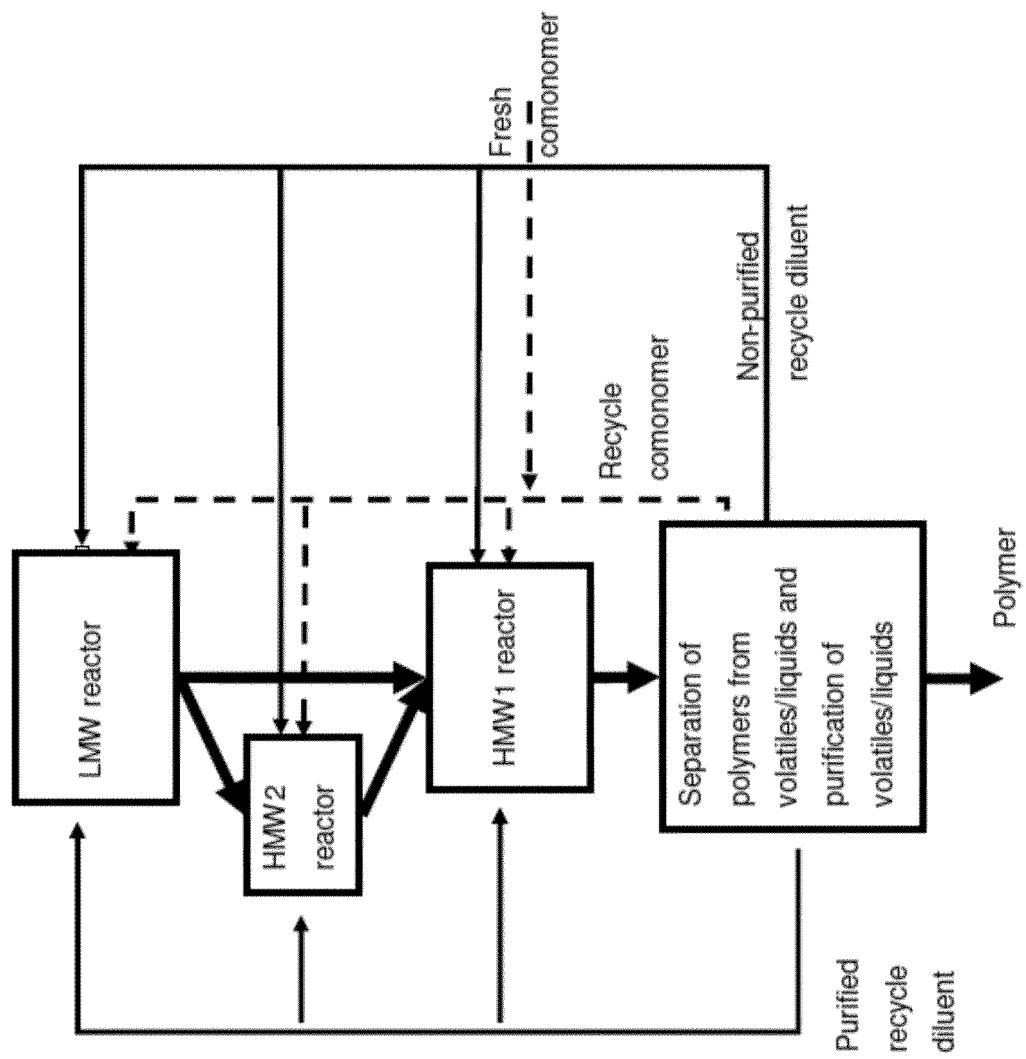 LMW reactor
HMW2
reactor
HMW1 reactor
Separation of
polymers from
volatiles/liquids and
purification of
volatiles/liquids
Polymer
Fresh
comonomer
Recycle
comonomer
Non-purified
recycle diluent
Purified
recycle
diluent